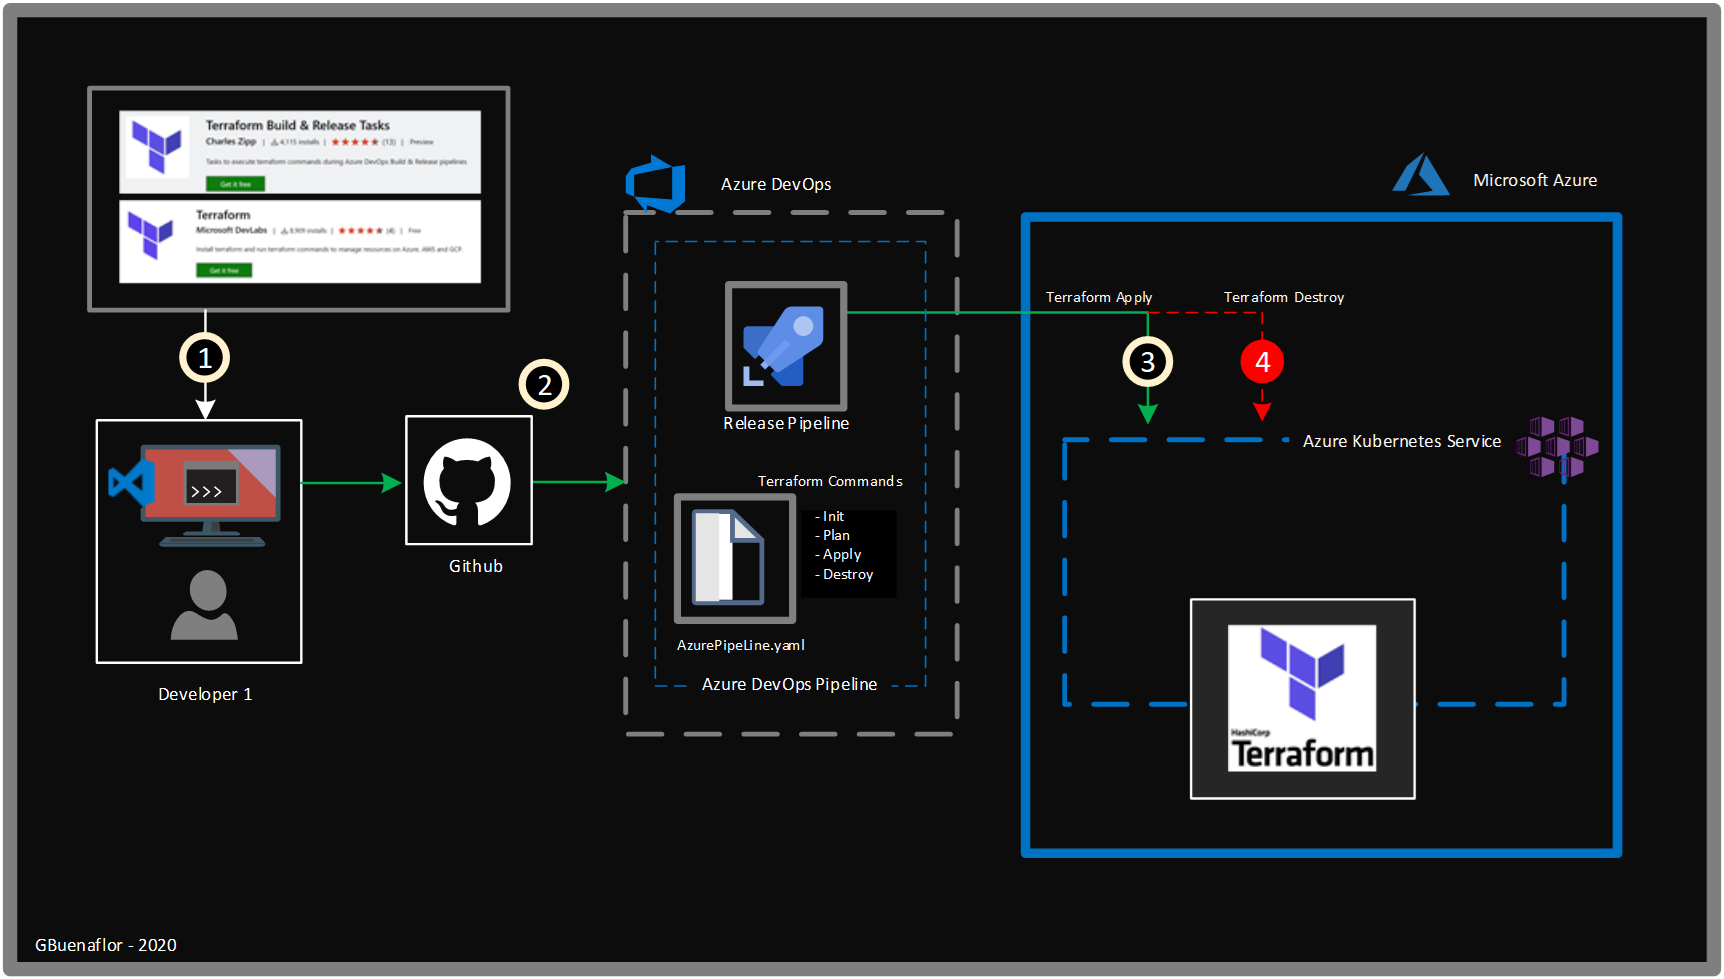 Terraform Build & Release Tasks
Charles Zipp | 4,115 installs | (13) | Preview
Tasks to execute terraform commands during Azure DevOps Build & Release pipelines
Get it free
Terraform
Microsoft DevLabs | 8,909 installs | (4) | Free
Install terraform and run terraform commands to manage resources on Azure, AWS and GCP.
Get it free
1
>>>
Developer 1
2
Github
Azure DevOps
Release Pipeline
Terraform Commands
- Init
- Plan
- Apply
- Destroy
AzurePipeLine.yaml
Azure DevOps Pipeline
Microsoft Azure
Terraform Apply
Terraform Destroy
3
4
Azure Kubernetes Service
HashiCorp
Terraform
GBuenaflor - 2020